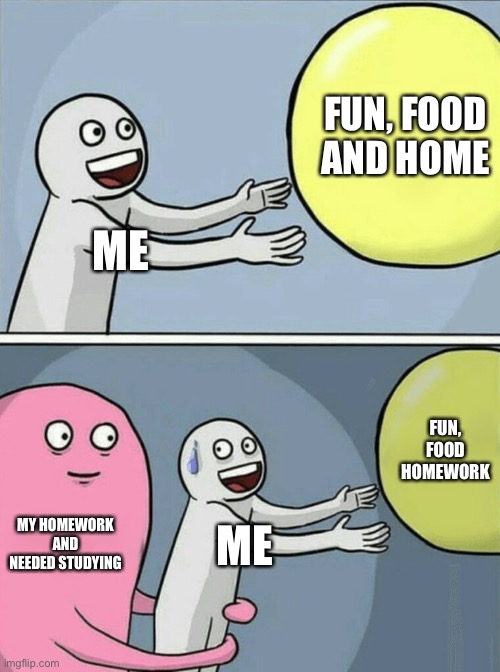 FUN, FOOD
AND HOME
ME
FUN,
FOOD
HOMEWORK
MY HOMEWORK
AND
NEEDED STUDYING
ME
imgflip.com